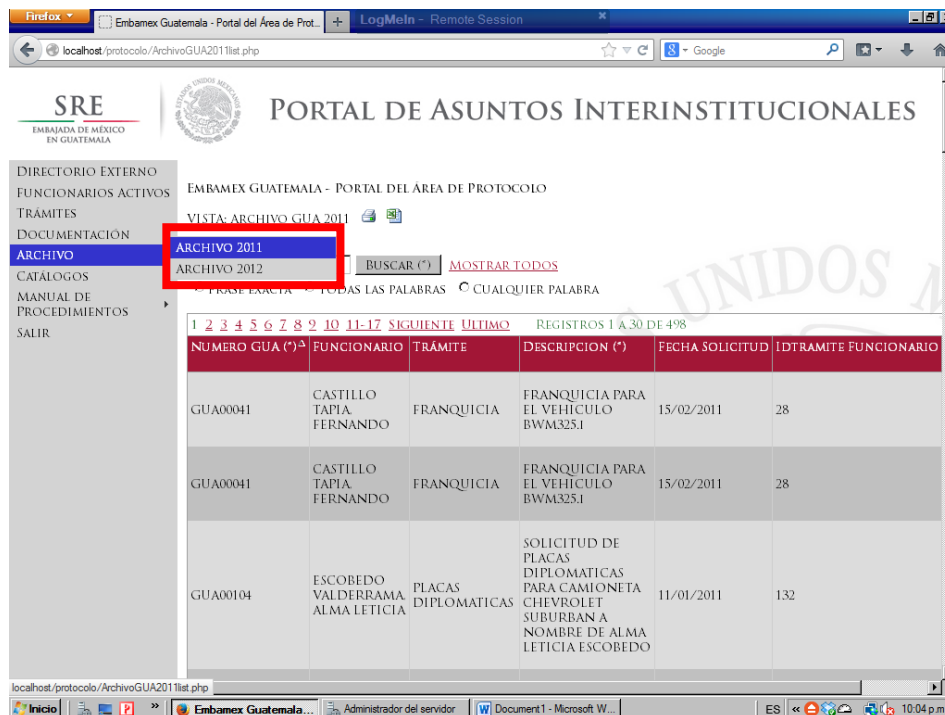 Firefox
Embamex Guatemala - Portal del Área de Prot...
+
LogMeIn - Remote Session
×
localhost/protocolo/ArchivoGUA2011list.php
Google
SRE
EMBAJADA DE MÉXICO
EN GUATEMALA
UNIDOS
PORTAL DE ASUNTOS INTERINSTITUCIONALES
DIRECTORIO EXTERNO
FUNCIONARIOS ACTIVOS
TRÁMITES
DOCUMENTACIÓN
ARCHIVO
CATÁLOGOS
MANUAL DE
PROCEDIMIENTOS
SALIR
EMBAMEX GUATEMALA - PORTAL DEL ÁREA DE PROTOCOLO
VISTA: ARCHIVO GUA 2011
ARCHIVO 2011
ARCHIVO 2012
BUSCAR (*) MOSTRAR TODOS
FRASE EXACTA TODAS LAS PALABRAS CUALQUIER PALABRA
UNIDOS
1 2 3 4 5 6 7 8 9 10 11-17 SIGUIENTE ULTIMO REGISTROS 1 A 30 DE 498
NUMERO GUA (*) FUNCIONARIO TRÁMITE DESCRIPCION (*) FECHA SOLICITUD IDTRAMITE FUNCIONARIO
GUA00041
CASTILLO
TAPIA,
FERNANDO
FRANQUICIA
FRANQUICIA PARA
EL VEHICULO
BWM325.I
15/02/2011
28
GUA00041
CASTILLO
TAPIA,
FERNANDO
FRANQUICIA
FRANQUICIA PARA
EL VEHICULO
BWM325.I
15/02/2011
28
GUA00104
ESCOBEDO
VALDERRAMA,
ALMA LETICIA
PLACAS
DIPLOMATICAS
SOLICITUD DE
PLACAS
DIPLOMATICAS
PARA CAMIONETA
CHEVROLET
SUBURBAN A
NOMBRE DE ALMA
LETICIA ESCOBEDO
11/01/2011
132
localhost/protocolo/ArchivoGUA2011list.php
Inicio
»
Embamex Guatemala...
Administrador del servidor
Document1 - Microsoft W...
ES
«
10:04 p.m.